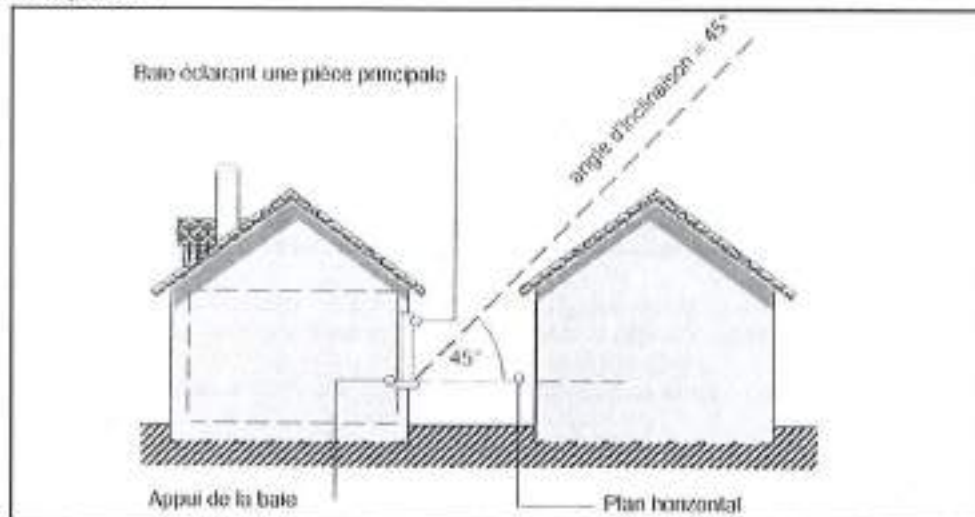 Baie éclairant une pièce principale
angle d'inclinaison = 45°
45°
Appui de la baie
Plan horizontal